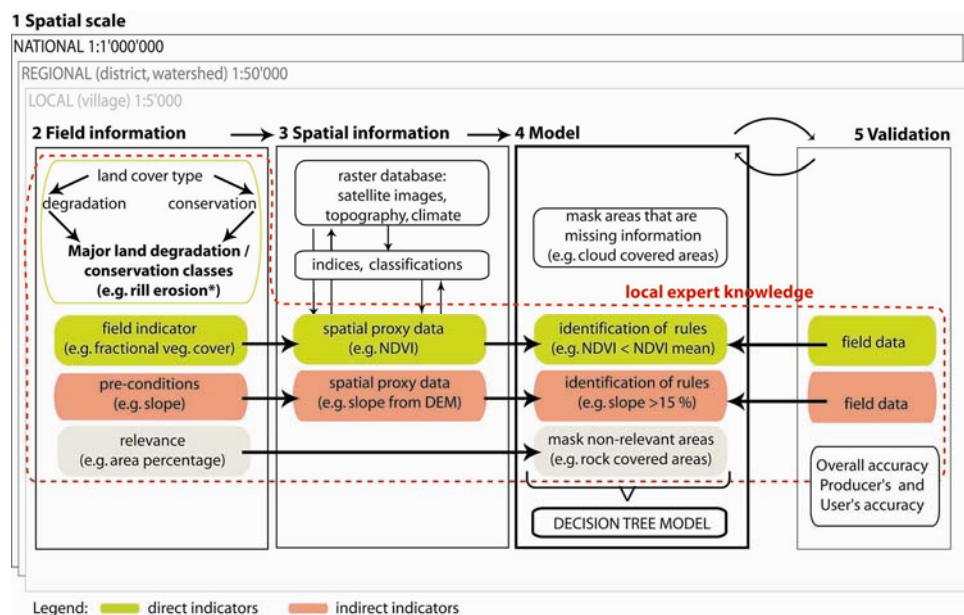 1 Spatial scale
NATIONAL 1:1'000'000
REGIONAL (district, watershed) 1:50'000
LOCAL (village) 1:5'000
2 Field information
3 Spatial information
4 Model
5 Validation
land cover type
degradation
conservation
Major land degradation /
conservation classes
(e.g. rill erosion*)
raster database:
satellite images,
topography, climate
indices, classifications
mask areas that are
missing information
(e.g. cloud covered areas)
local expert knowledge
field indicator
(e.g. fractional veg. cover)
spatial proxy data
(e.g. NDVI)
identification of rules
(e.g. NDVI < NDVI mean)
field data
pre-conditions
(e.g. slope)
spatial proxy data
(e.g. slope from DEM)
identification of rules
(e.g. slope >15 %)
field data
relevance
(e.g. area percentage)
mask non-relevant areas
(e.g. rock covered areas)
Overall accuracy
Producer's and
User's accuracy
DECISION TREE MODEL
Legend: direct indicators indirect indicators